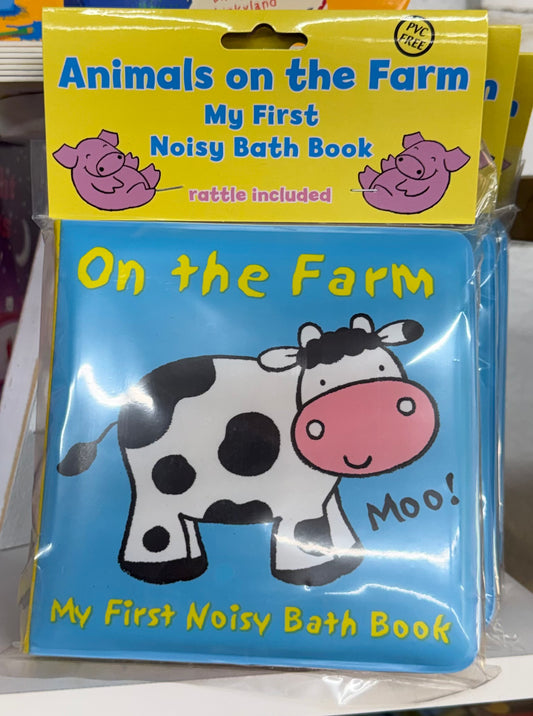 PVC
FREE
Animals on the Farm
My First
Noisy Bath Book
rattle included
On the Farm
Moo!
My First Noisy Bath Book